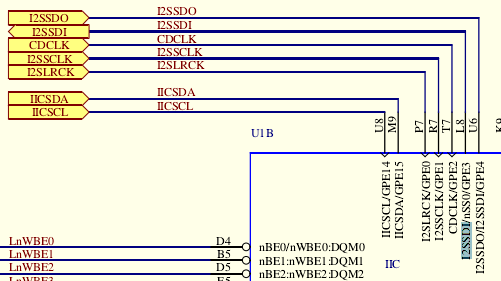 I2SSDO I2SSDO
I2SSDI I2SSDI
CDCLK CDCLK
I2SSCLK I2SSCLK
I2SLRCK I2SLRCK
IICSDA IICSDA
IICSCL IICSCL
U8 M9 P7 R7 T7 L8 U6 K9
U1B
IICSCL/GPE14
IICSDA/GPE15
I2SLRCK/GPE0
I2SSCLK/GPE1
CDCLK/GPE2
I2SSDI/nSS0/GPE3
I2SSDO/I2SSDI/GPE4
IIC
LnWBE0 D4 nBE0/nWBE0:DQM0
LnWBE1 B5 nBE1:nWBE1:DQM1
LnWBE2 D5 nBE2:nWBE2:DQM2
LnWBE3 E5